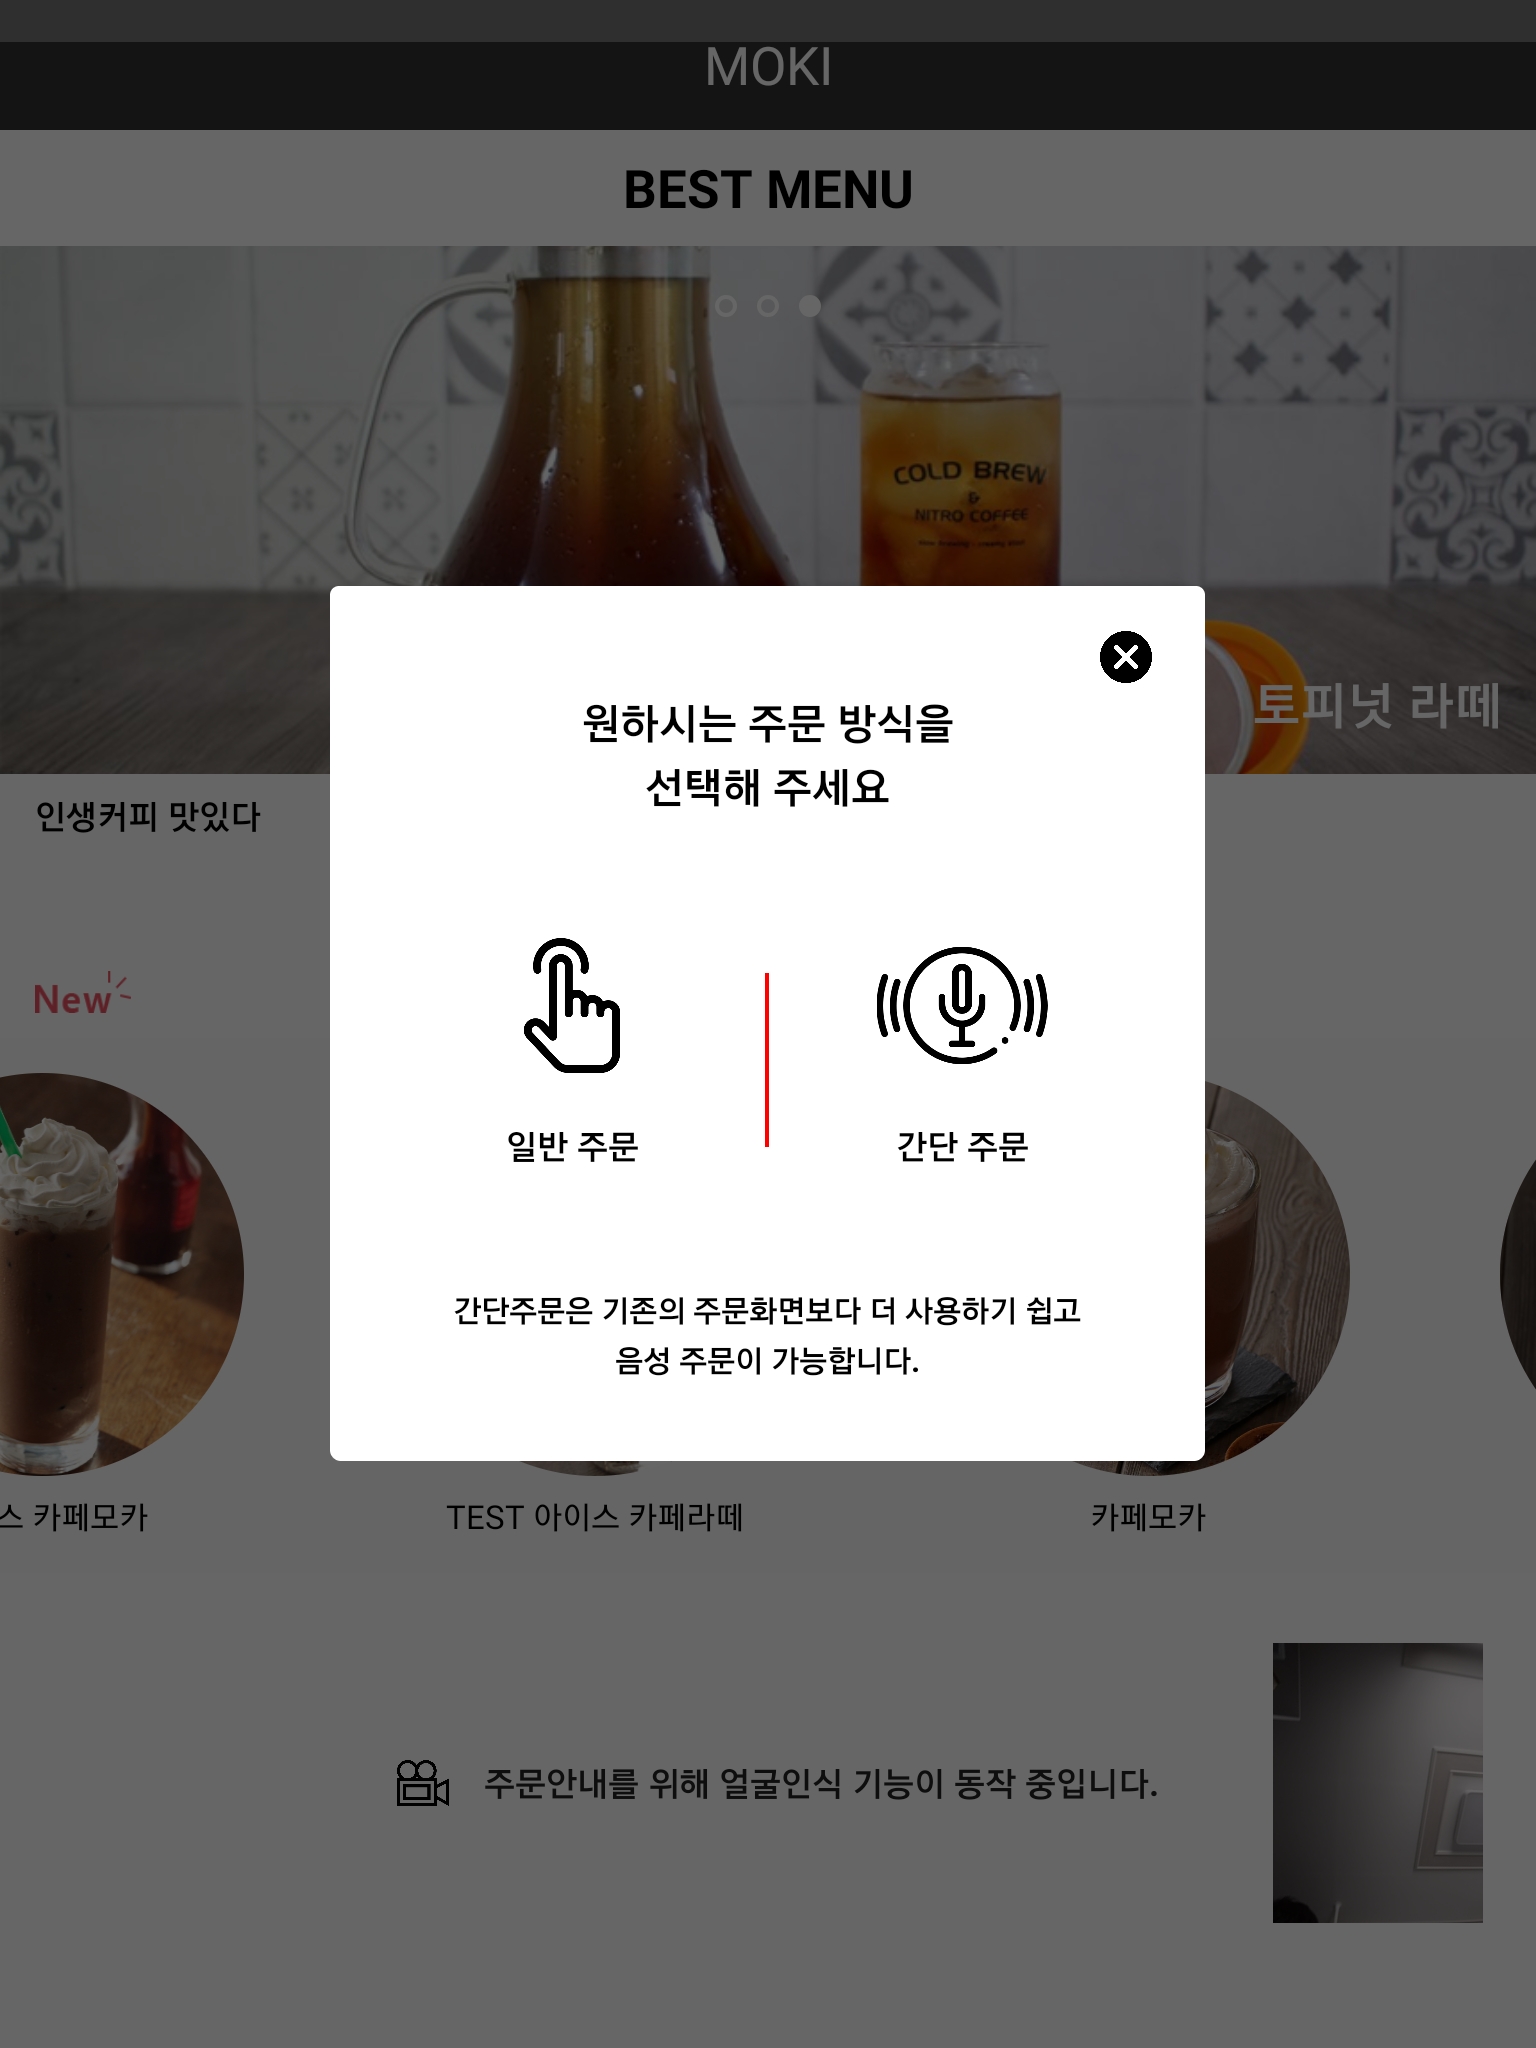 MOKI
BEST MENU
COLD BREW
&
NITRO COFFEE
토피넛 라떼
인생커피 맛있다
원하시는 주문 방식을
선택해 주세요
New
일반 주문
간단 주문
간단주문은 기존의 주문화면보다 더 사용하기 쉽고
음성 주문이 가능합니다.
스 카페모카
TEST 아이스 카페라떼
카페모카
주문안내를 위해 얼굴인식 기능이 동작 중입니다.